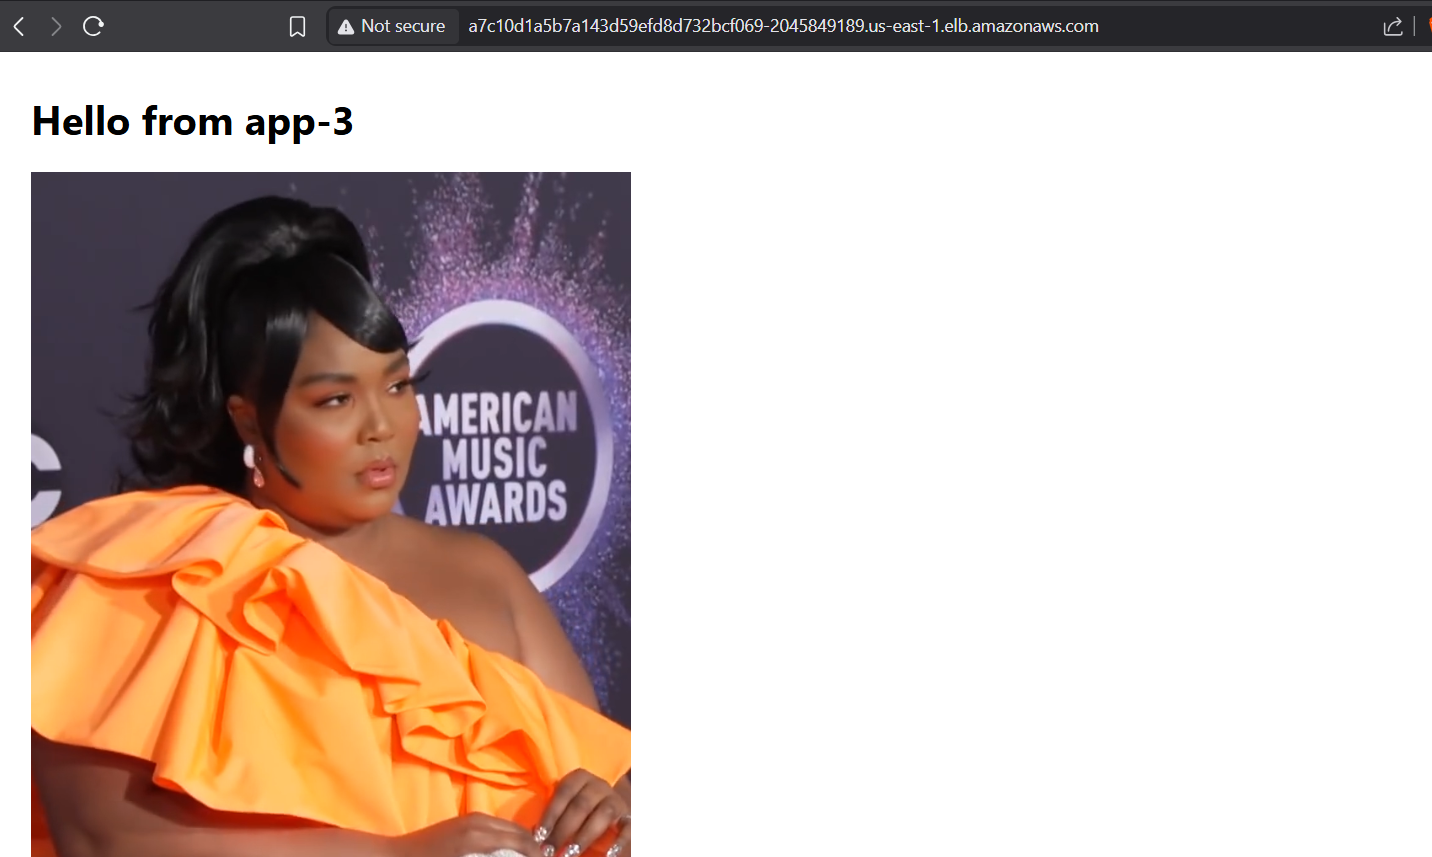 Not secure
a7c10d1a5b7a143d59efd8d732bcf069-2045849189.us-east-1.elb.amazonaws.com
Hello from app-3
AMERICAN
MUSIC
AWARDS
C